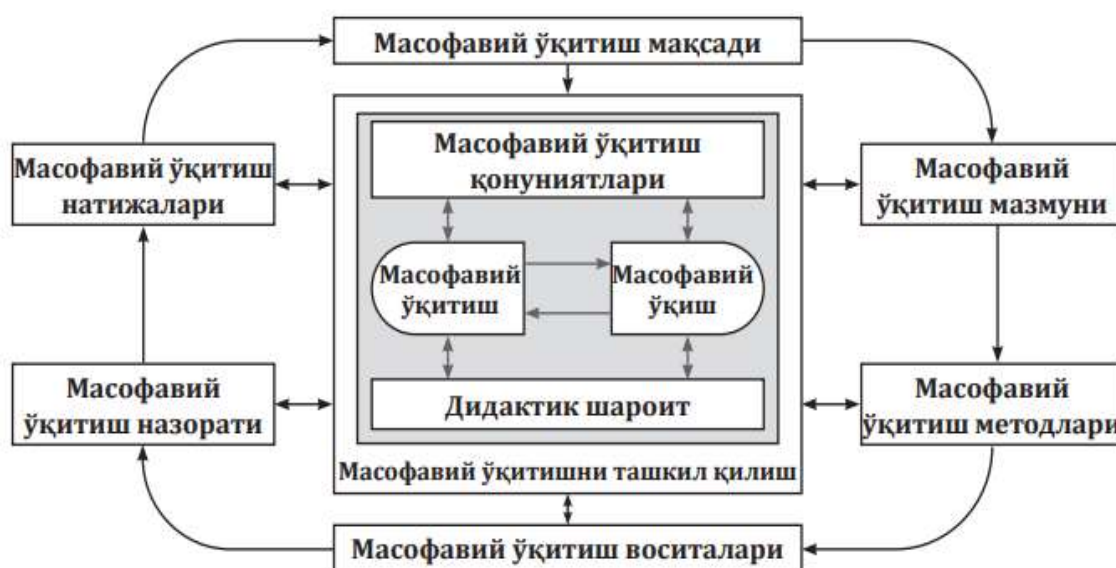 Масофавий ўқитиш мақсади
Масофавий ўқитиш
қонуниятлари
Масофавий ўқитиш
натижалари
Масофавий
ўқитиш мазмуни
Масофавий
ўқитиш
Масофавий
ўқиш
Масофавий
ўқитиш назорати
Дидактик шароит
Масофавий
ўқитиш методлари
Масофавий ўқитишни ташкил қилиш
Масофавий ўқитиш воситалари